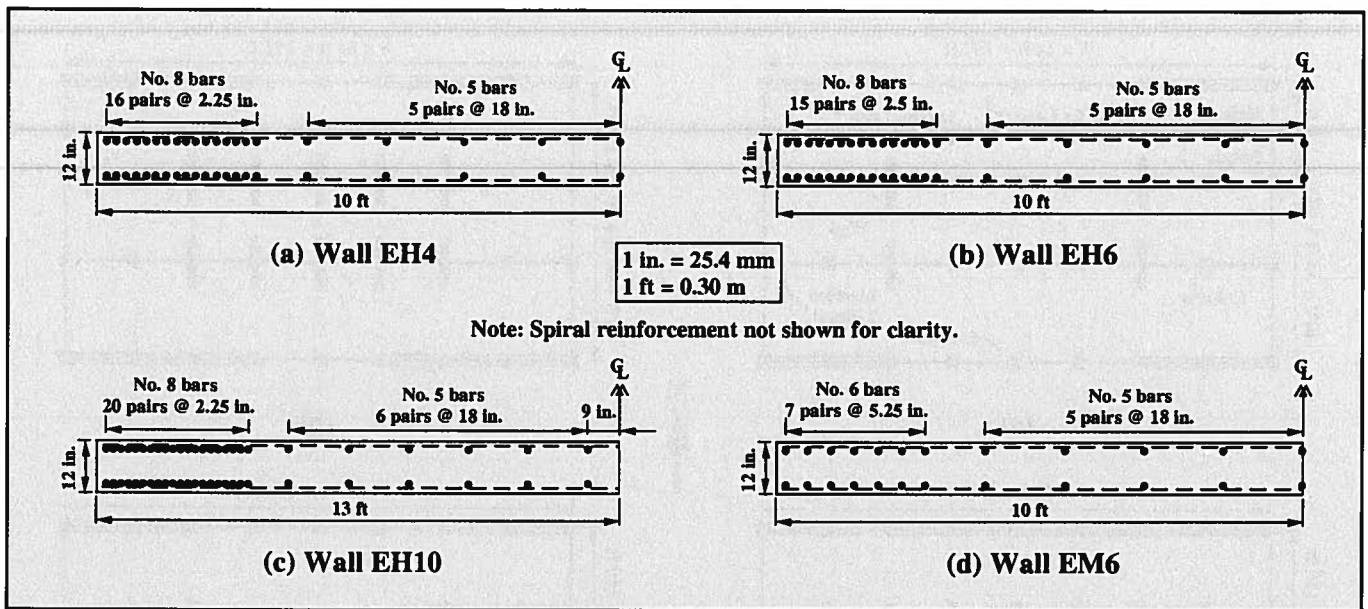 No. 8 bars
16 pairs @ 2.25 in.
No. 5 bars
5 pairs @ 18 in.
℄
12 in.
10 ft
(a) Wall EH4
No. 8 bars
15 pairs @ 2.5 in.
No. 5 bars
5 pairs @ 18 in.
℄
12 in.
10 ft
(b) Wall EH6
1 in. = 25.4 mm
1 ft = 0.30 m
Note: Spiral reinforcement not shown for clarity.
No. 8 bars
20 pairs @ 2.25 in.
No. 5 bars
6 pairs @ 18 in.
9 in.
℄
12 in.
13 ft
(c) Wall EH10
No. 6 bars
7 pairs @ 5.25 in.
No. 5 bars
5 pairs @ 18 in.
℄
12 in.
10 ft
(d) Wall EM6